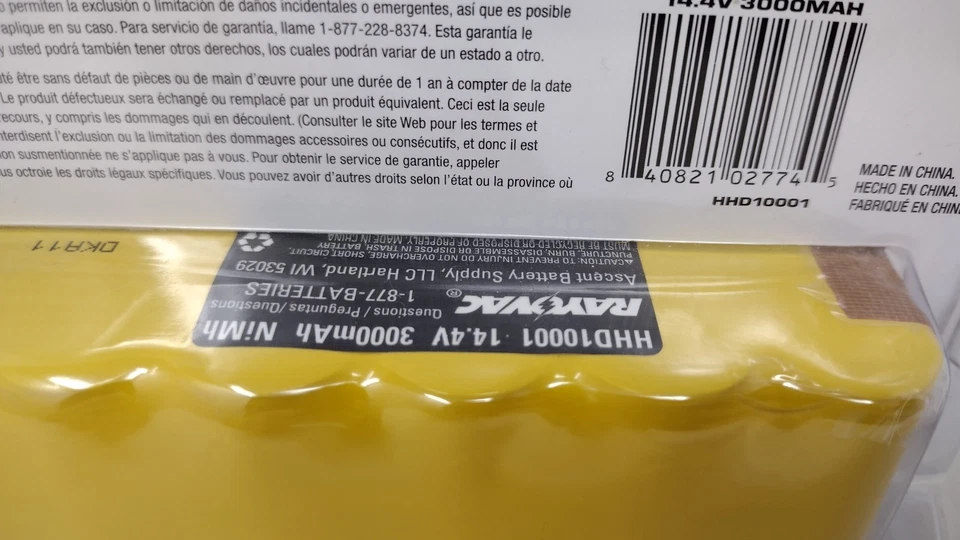 permiten la exclusión o limitación de daños incidentales o emergentes, así que es posible
aplique en su caso. Para servicio de garantía, llame 1-877-228-8374. Esta garantía le
y usted podrá también tener otros derechos, los cuales podrán variar de un estado a otro.
té être sans défaut de pièces ou de main d'œuvre pour une durée de 1 an à compter de la date
Le produit défectueux sera échangé ou remplacé par un produit équivalent. Ceci est la seule
recours, y compris les dommages qui en découlent. (Consulter le site Web pour les termes et
nterdisent l'exclusion ou la limitation des dommages accessoires ou consécutifs, et donc il est
on susmentionnée ne s'applique pas à vous. Pour obtenir le service de garantie, appeler
us octroie les droits légaux spécifiques. Vous pouvez avoir d'autres droits selon l'état ou la province où
14.4V 3000MAH
8 40821 02774 5
HHD10001
MADE IN CHINA.
HECHO EN CHINA.
FABRIQUÉ EN CHIN
DKA11
HHD10001 · 14.4V 3000mAh NiMh
RAYOVAC®
Questions / Preguntas / Questions
1-877-BATTERIES
Ascent Battery Supply, LLC Hartland, WI 53029
CAUTION: TO PREVENT INJURY DO NOT OVERCHARGE, SHORT CIRCUIT,
PUNCTURE, BURN, DISASSEMBLE, OR DISPOSE IN TRASH. BATTERY
MUST BE RECYCLED OR DISPOSED OF PROPERLY. MADE IN CHINA